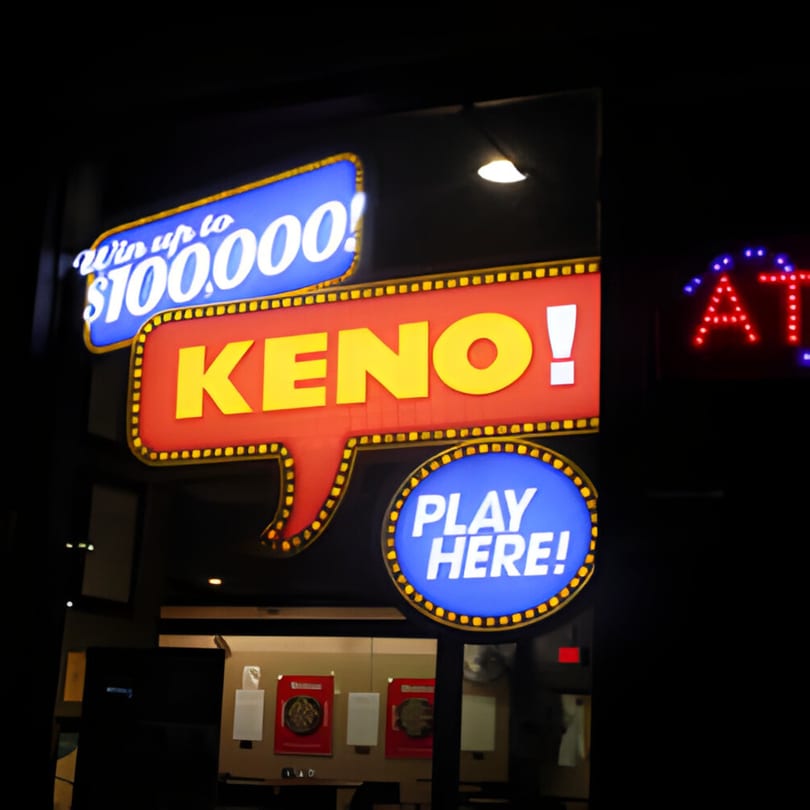 Win up to
$100,000!
KENO!
PLAY
HERE!
AT